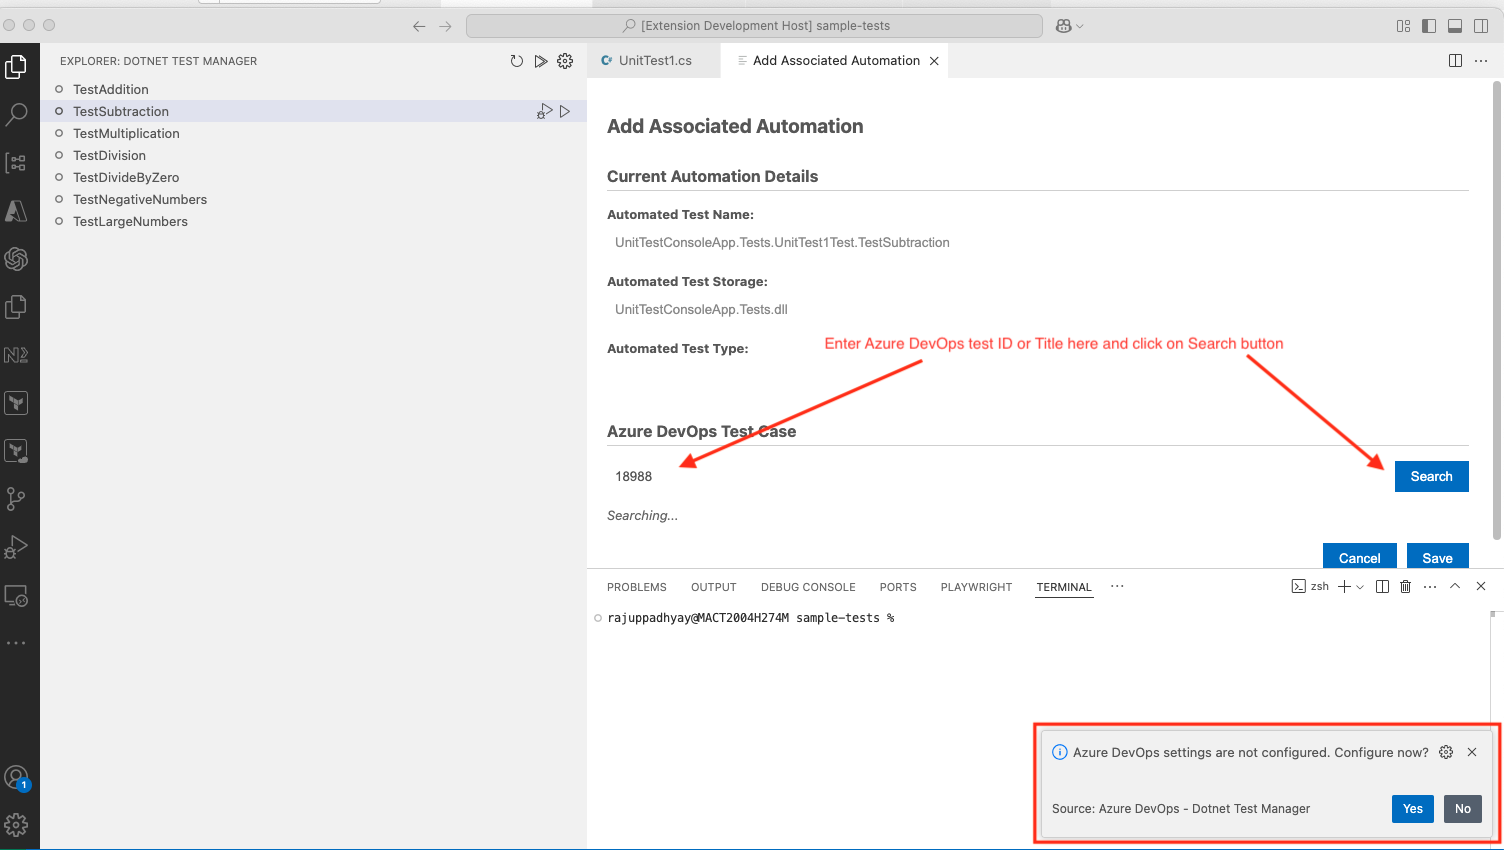 [Extension Development Host] sample-tests
EXPLORER: DOTNET TEST MANAGER
TestAddition
TestSubtraction
TestMultiplication
TestDivision
TestDivideByZero
TestNegativeNumbers
TestLargeNumbers
N2
1
C# UnitTest1.cs
Add Associated Automation
Add Associated Automation
Current Automation Details
Automated Test Name:
UnitTestConsoleApp.Tests.UnitTest1Test.TestSubtraction
Automated Test Storage:
UnitTestConsoleApp.Tests.dll
Automated Test Type:
Enter Azure DevOps test ID or Title here and click on Search button
Azure DevOps Test Case
18988
Search
Searching...
Cancel Save
PROBLEMS OUTPUT DEBUG CONSOLE PORTS PLAYWRIGHT TERMINAL ··· zsh
rajuppadhyay@MACT2004H274M sample-tests %
Azure DevOps settings are not configured. Configure now?
Source: Azure DevOps - Dotnet Test Manager
Yes No